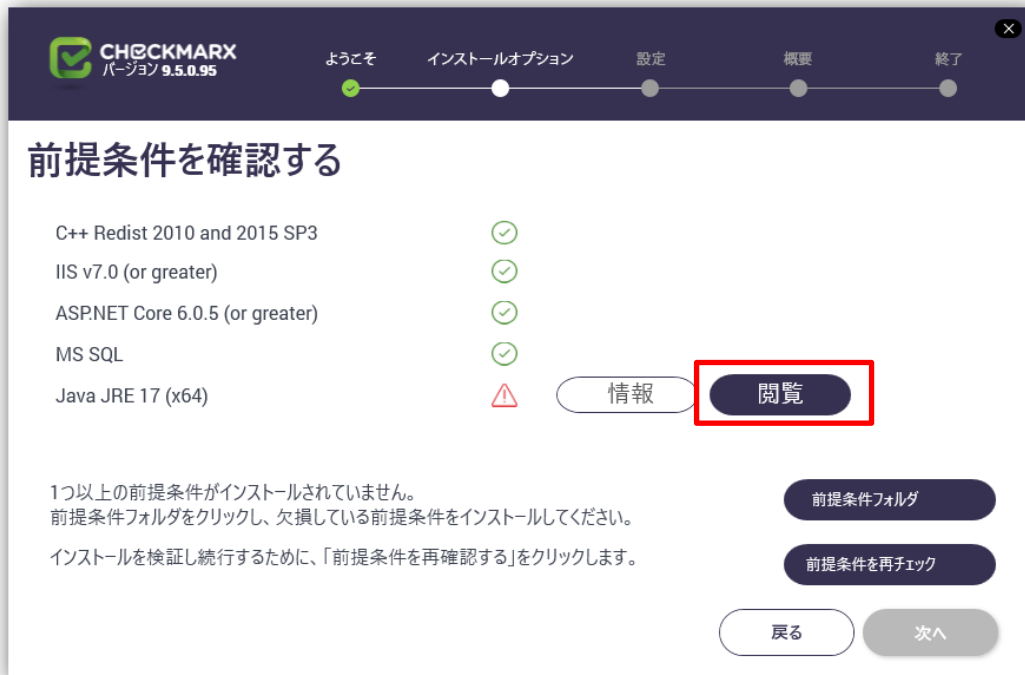 CHECKMARX
バージョン 9.5.0.95
ようこそ
インストールオプション
設定
概要
終了
前提条件を確認する
C++ Redist 2010 and 2015 SP3
IIS v7.0 (or greater)
ASP.NET Core 6.0.5 (or greater)
MS SQL
Java JRE 17 (x64)
情報
閲覧
1つ以上の前提条件がインストールされていません。
前提条件フォルダをクリックし、欠損している前提条件をインストールしてください。
前提条件フォルダ
インストールを検証し続行するために、「前提条件を再確認する」をクリックします。
前提条件を再チェック
戻る
次へ